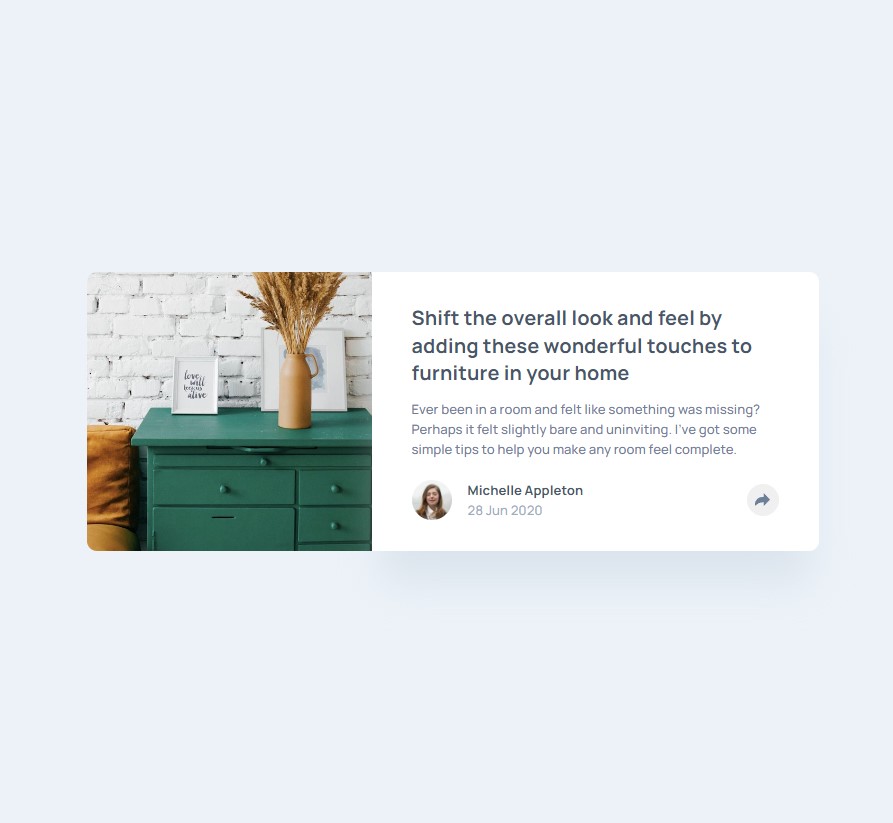 love
will
keep us
alive
Shift the overall look and feel by
adding these wonderful touches to
furniture in your home
Ever been in a room and felt like something was missing?
Perhaps it felt slightly bare and uninviting. I've got some
simple tips to help you make any room feel complete.
Michelle Appleton
28 Jun 2020